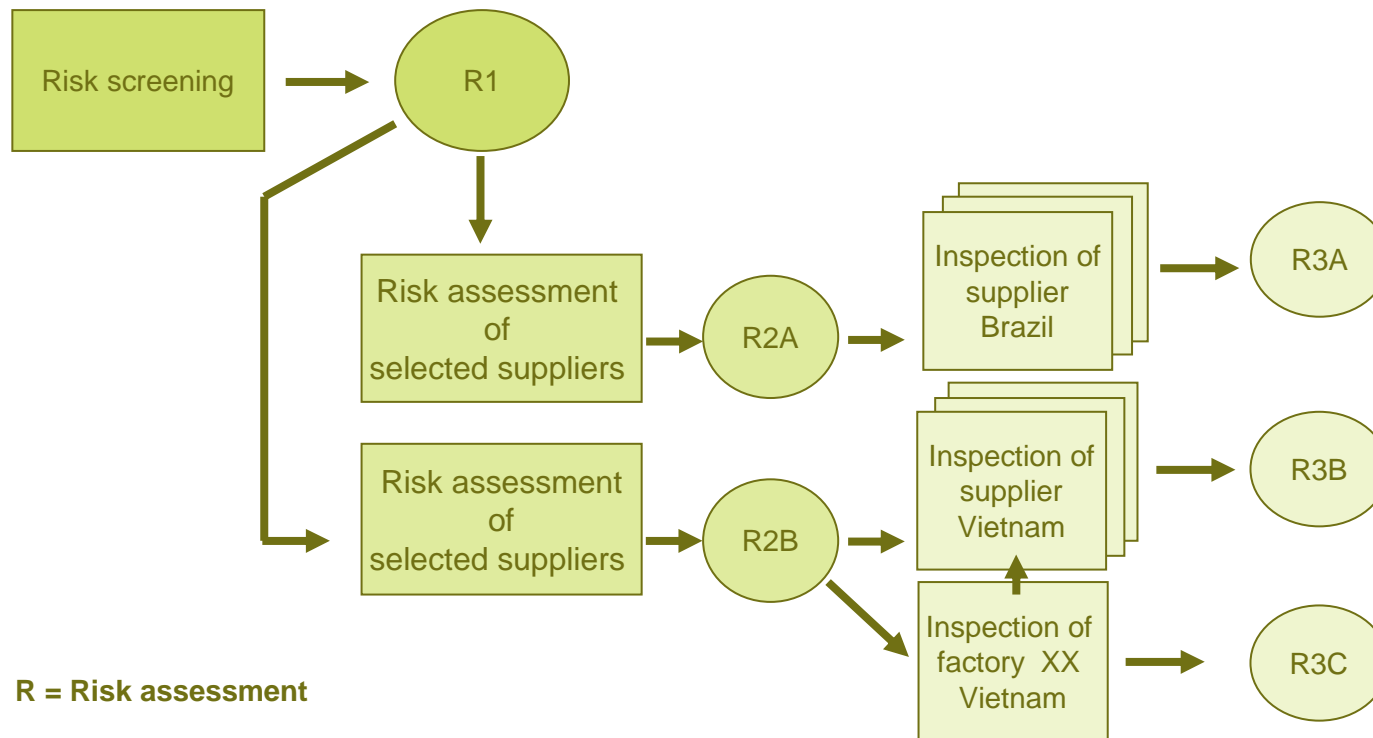 Risk screening
R1
Risk assessment
of
selected suppliers
R2A
Inspection of
supplier
Brazil
R3A
Risk assessment
of
selected suppliers
R2B
Inspection of
supplier
Vietnam
R3B
Inspection of
factory XX
Vietnam
R3C
R = Risk assessment